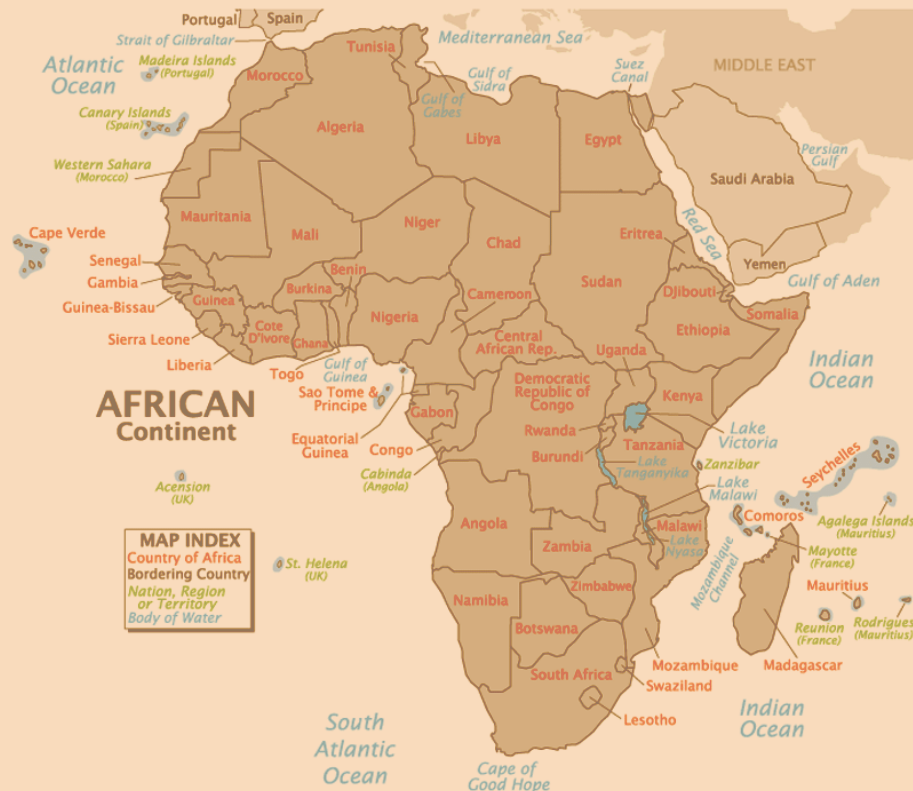 Portugal
Spain
Strait of Gilbraltar
Mediterranean Sea
Atlantic
Ocean
Madeira Islands
(Portugal)
Tunisia
Morocco
Gulf of
Sidra
Suez
Canal
MIDDLE EAST
Gulf of
Gabes
Canary Islands
(Spain)
Algeria
Libya
Egypt
Persian
Gulf
Western Sahara
(Morocco)
Saudi Arabia
Mauritania
Mali
Niger
Chad
Red Sea
Cape Verde
Eritrea
Senegal
Gambia
Guinea-Bissau
Guinea
Burkina
Benin
Cameroon
Sudan
Yemen
Gulf of Aden
DJibouti
Somalia
Sierra Leone
Liberia
Cote
D'Ivore
Ghana
Togo
Nigeria
Central
African Rep.
Ethiopia
Uganda
Gulf of
Guinea
Indian
Ocean
AFRICAN
Continent
Sao Tome &
Principe
Gabon
Democratic
Republic of
Congo
Kenya
Equatorial
Guinea
Congo
Rwanda
Burundi
Tanzania
Lake
Victoria
Cabinda
(Angola)
Lake
Tanganyika
Zanzibar
Seychelles
Lake
Malawi
Acension
(UK)
Angola
Zambia
Malawi
Lake
Nyasa
Comoros
Agalega Islands
(Mauritius)
Mayotte
(France)
Mozambique
Channel
MAP INDEX
Country of Africa
Bordering Country
Nation, Region
or Territory
Body of Water
St. Helena
(UK)
Namibia
Zimbabwe
Botswana
Mauritius
Reunion
(France)
Rodrigues
(Mauritius)
South Africa
Mozambique
Swaziland
Lesotho
Madagascar
South
Atlantic
Ocean
Indian
Ocean
Cape of
Good Hope